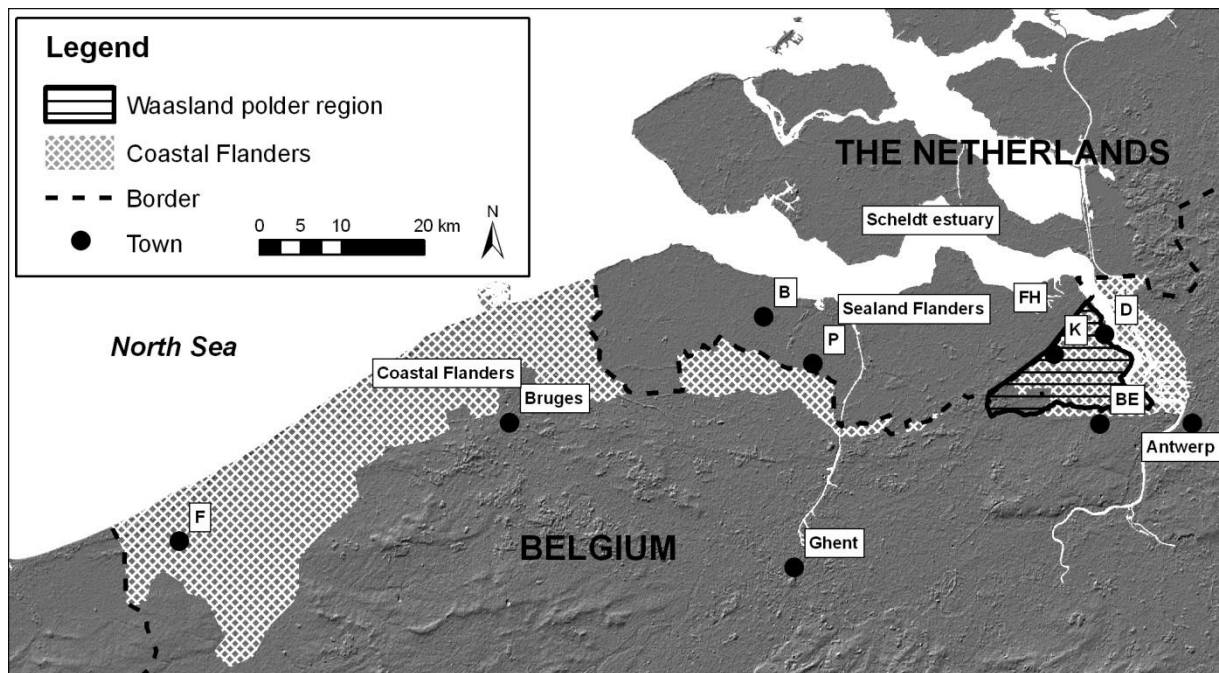 Legend
Waasland polder region
Coastal Flanders
Border
Town
0 5 10 20 km
N
THE NETHERLANDS
Scheldt estuary
North Sea
B
Sealand Flanders
FH
D
K
P
Coastal Flanders
Bruges
BE
Antwerp
F
BELGIUM
Ghent